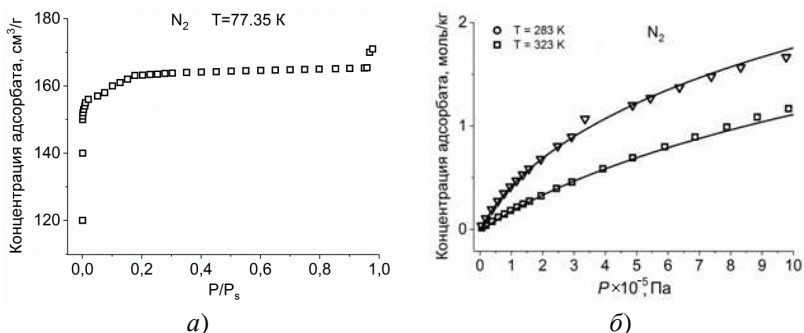 N₂ T=77.35 К
Концентрация адсорбата, см³/г
160
140
120
0,0 0,2 0,4 0,6 0,8 1,0
P/Pₛ
а)
T = 283 K
T = 323 K
N₂
Концентрация адсорбата, моль/кг
2
1
0
0 1 2 3 4 5 6 7 8 9 10
P×10⁻⁵, Па
б)